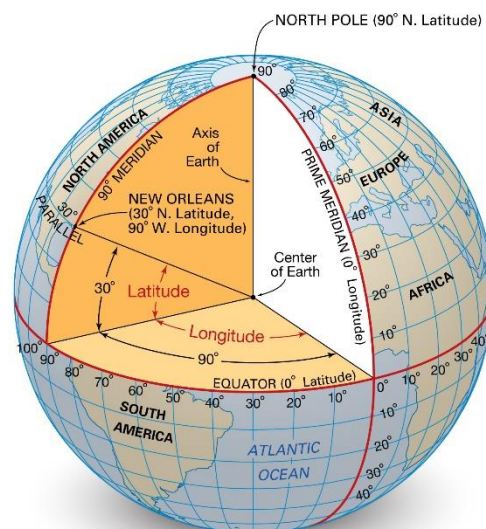 NORTH POLE (90° N. Latitude)
90°
80°
70°
60°
50°
40°
30°
20°
10°
ASIA
EUROPE
AFRICA
NORTH AMERICA
90° MERIDIAN
Axis
of
Earth
PRIME MERIDIAN (0° Longitude)
30°
PARALLEL
NEW ORLEANS
(30° N. Latitude,
90° W. Longitude)
Center
of Earth
30°
Latitude
Longitude
90°
EQUATOR (0° Latitude)
100°
90°
80°
70°
60°
50°
40°
30°
20°
10°
0°
10°
20°
30°
40°
10°
20°
30°
40°
SOUTH
AMERICA
ATLANTIC
OCEAN